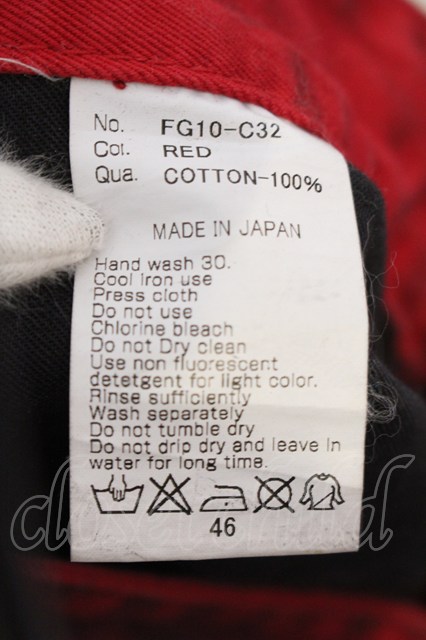 No. FG10-C32
Col. RED
Qua. COTTON-100%
MADE IN JAPAN
Hand wash 30.
Cool iron use
Press cloth
Do not use
Chlorine bleach
Do not Dry clean
Use non fluorescent
detetgent for light color.
Rinse sufficiently
Wash separately
Do not tumble dry
Do not drip dry and leave in
water for long time.
46